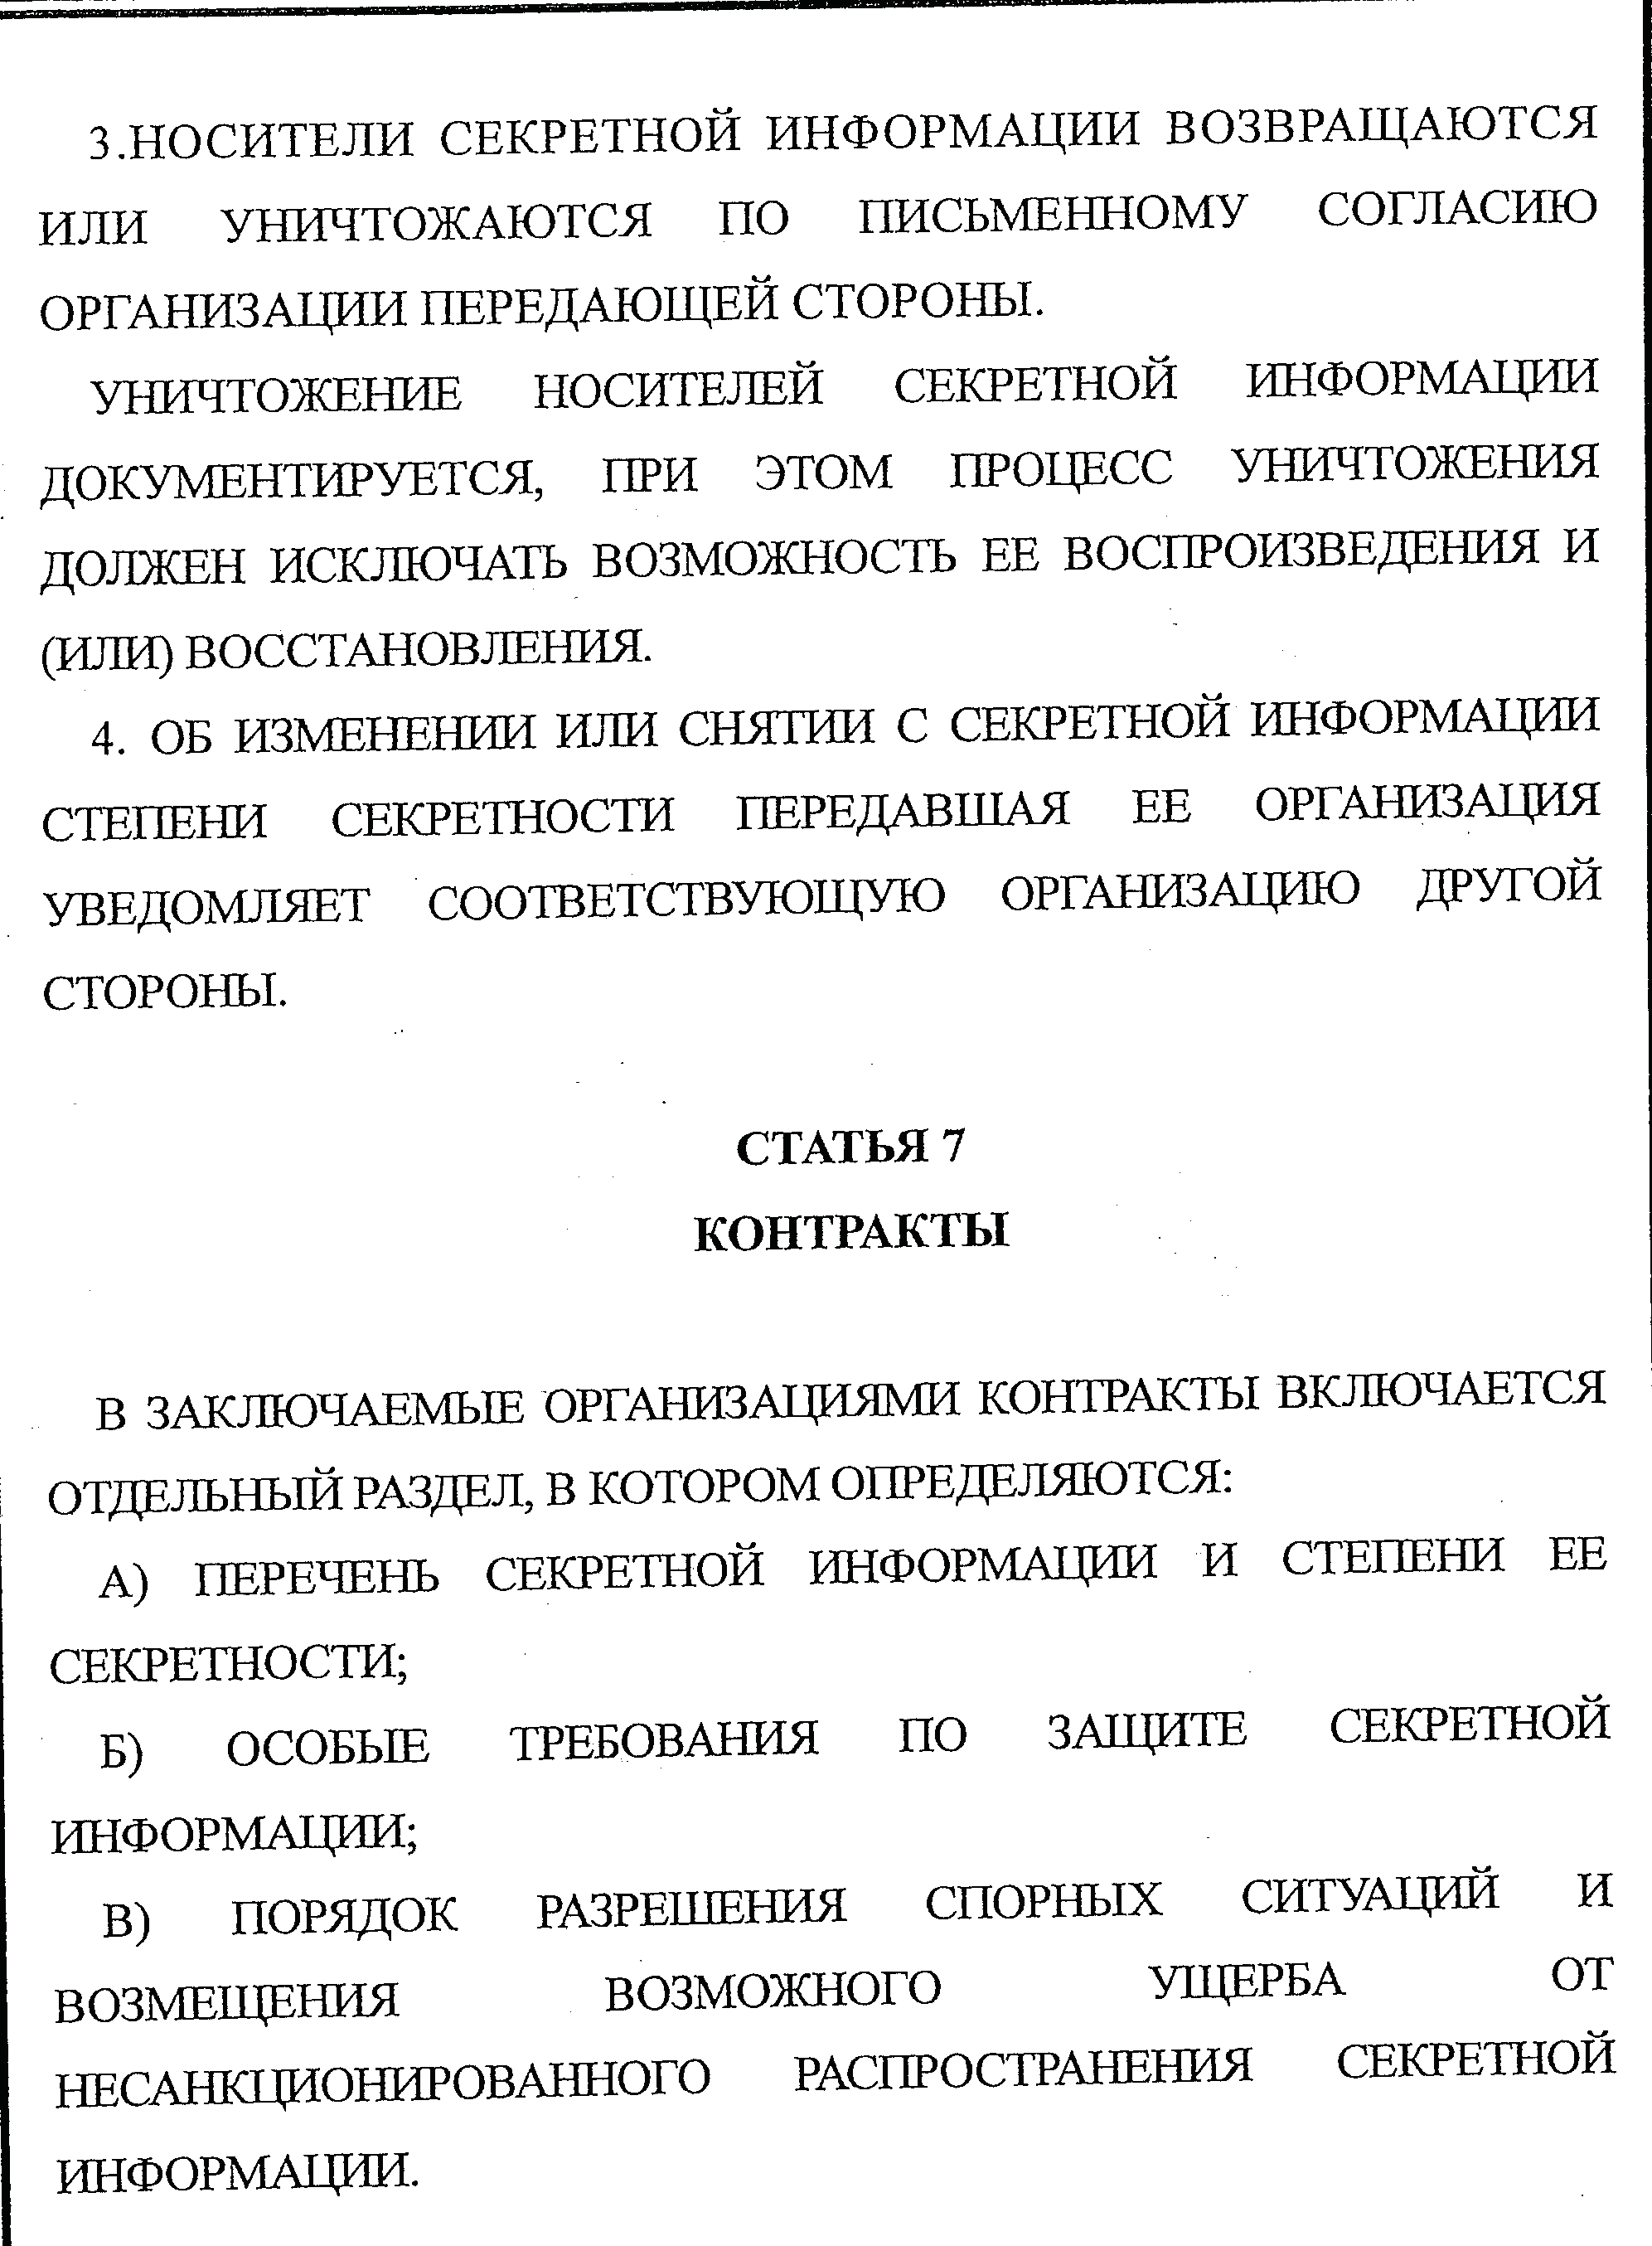 3.НОСИТЕЛИ СЕКРЕТНОЙ ИНФОРМАЦИИ ВОЗВРАЩАЮТСЯ
ИЛИ УНИЧТОЖАЮТСЯ ПО ПИСЬМЕННОМУ СОГЛАСИЮ
ОРГАНИЗАЦИИ ПЕРЕДАЮЩЕЙ СТОРОНЫ.
УНИЧТОЖЕНИЕ НОСИТЕЛЕЙ СЕКРЕТНОЙ ИНФОРМАЦИИ
ДОКУМЕНТИРУЕТСЯ, ПРИ ЭТОМ ПРОЦЕСС УНИЧТОЖЕНИЯ
ДОЛЖЕН ИСКЛЮЧАТЬ ВОЗМОЖНОСТЬ ЕЕ ВОСПРОИЗВЕДЕНИЯ И
(ИЛИ) ВОССТАНОВЛЕНИЯ.
4. ОБ ИЗМЕНЕНИИ ИЛИ СНЯТИИ С СЕКРЕТНОЙ ИНФОРМАЦИИ
СТЕПЕНИ СЕКРЕТНОСТИ ПЕРЕДАВШАЯ ЕЕ ОРГАНИЗАЦИЯ
УВЕДОМЛЯЕТ СООТВЕТСТВУЮЩУЮ ОРГАНИЗАЦИЮ ДРУГОЙ
СТОРОНЫ.
СТАТЬЯ 7
КОНТРАКТЫ
В ЗАКЛЮЧАЕМЫЕ ОРГАНИЗАЦИЯМИ КОНТРАКТЫ ВКЛЮЧАЕТСЯ
ОТДЕЛЬНЫЙ РАЗДЕЛ, В КОТОРОМ ОПРЕДЕЛЯЮТСЯ:
А) ПЕРЕЧЕНЬ СЕКРЕТНОЙ ИНФОРМАЦИИ И СТЕПЕНИ ЕЕ
СЕКРЕТНОСТИ;
Б) ОСОБЫЕ ТРЕБОВАНИЯ ПО ЗАЩИТЕ СЕКРЕТНОЙ
ИНФОРМАЦИИ;
В) ПОРЯДОК РАЗРЕШЕНИЯ СПОРНЫХ СИТУАЦИЙ И
ВОЗМЕЩЕНИЯ ВОЗМОЖНОГО УЩЕРБА ОТ
НЕСАНКЦИОНИРОВАННОГО РАСПРОСТРАНЕНИЯ СЕКРЕТНОЙ
ИНФОРМАЦИИ.